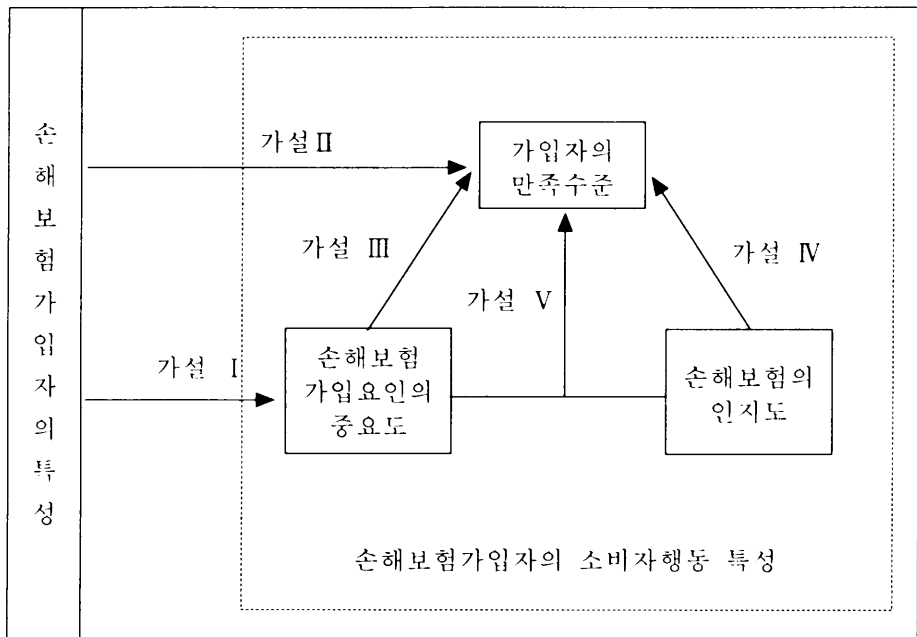 손해보험가입자의특성
가설Ⅱ
가입자의
만족수준
가설 Ⅲ
가설 Ⅳ
가설 Ⅴ
가설 Ⅰ
손해보험
가입요인의
중요도
손해보험의
인지도
손해보험가입자의 소비자행동 특성